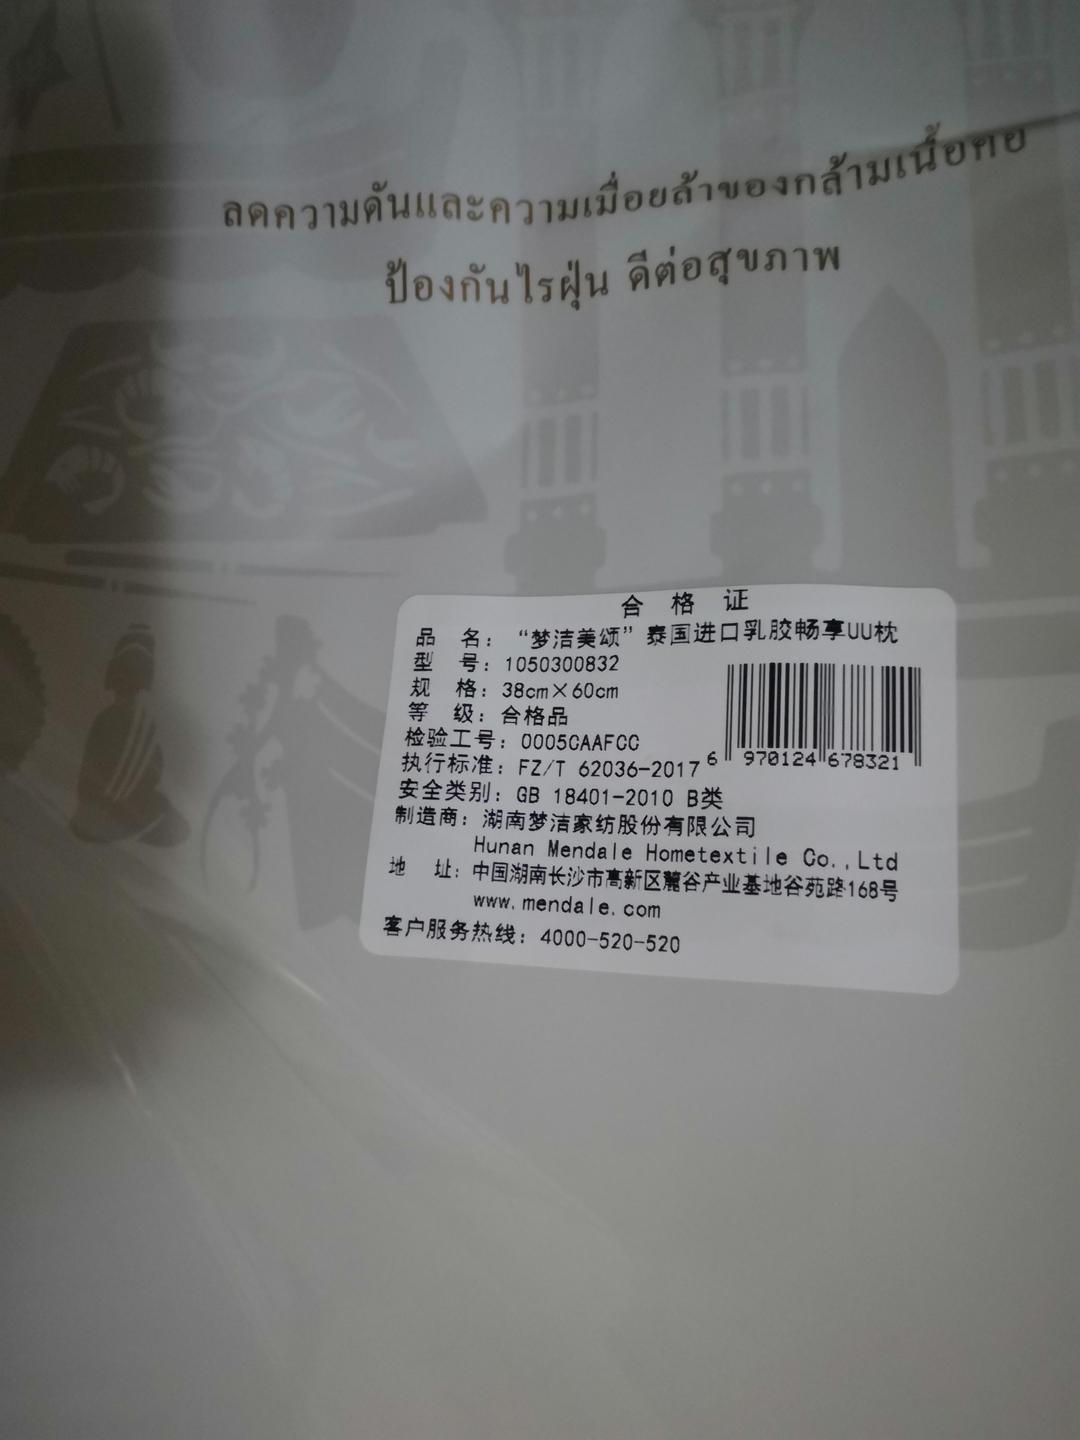 ลดความดันและความเมื่อยล้าของกล้ามเนื้อคอ
ป้องกันไรฝุ่น ดีต่อสุขภาพ
合 格 证
品 名：“梦洁美颂”泰国进口乳胶畅享UU枕
型 号：1050300832
规 格：38cm×60cm
等 级：合格品
检验工号：0005CAAFCC
执行标准：FZ/T 62036-2017
6 970124 678321
安全类别：GB 18401-2010 B类
制造商：湖南梦洁家纺股份有限公司
Hunan Mendale Hometextile Co.,Ltd
地 址：中国湖南长沙市高新区麓谷产业基地谷苑路168号
www.mendale.com
客户服务热线：4000-520-520